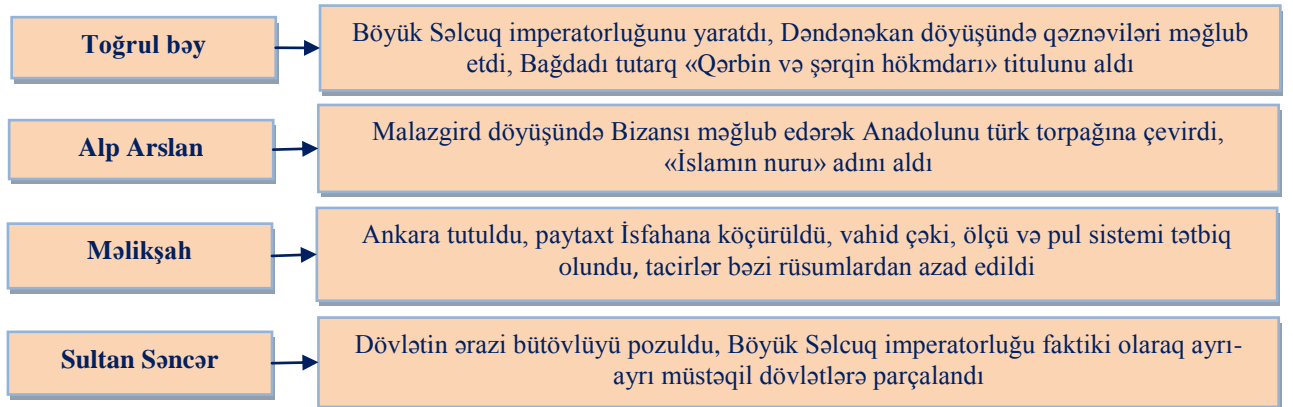 Toğrul bəy
Böyük Səlcuq imperatorluğunu yaratdı, Dəndənəkan döyüşündə qəznəviləri məğlub
etdi, Bağdadı tutarq «Qərbin və şərqin hökmdarı» titulunu aldı
Alp Arslan
Malazgird döyüşündə Bizansı məğlub edərək Anadolunu türk torpağına çevirdi,
«İslamın nuru» adını aldı
Məlikşah
Ankara tutuldu, paytaxt İsfahana köçürüldü, vahid çəki, ölçü və pul sistemi tətbiq
olundu, tacirlər bəzi rüsumlardan azad edildi
Sultan Səncər
Dövlətin ərazi bütövlüyü pozuldu, Böyük Səlcuq imperatorluğu faktiki olaraq ayrı-
ayrı müstəqil dövlətlərə parçalandı